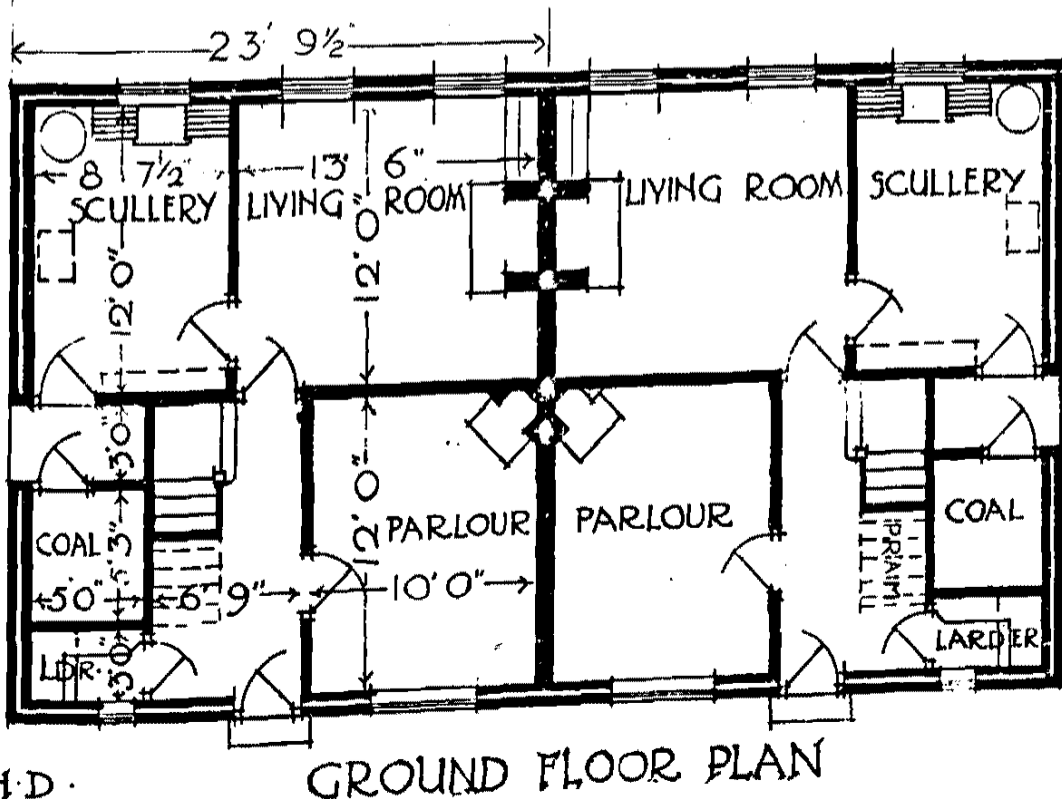 23' 9½"
8 7½" 13' 6"
SCULLERY LIVING ROOM LIVING ROOM SCULLERY
12'0" 12'0"
3'0" 12'0"
PARLOUR PARLOUR
COAL 5'3" PRAM COAL
5'0" 6' 9" 10'0"
LDR. 3'0" LARDER
GROUND FLOOR PLAN
H.D.